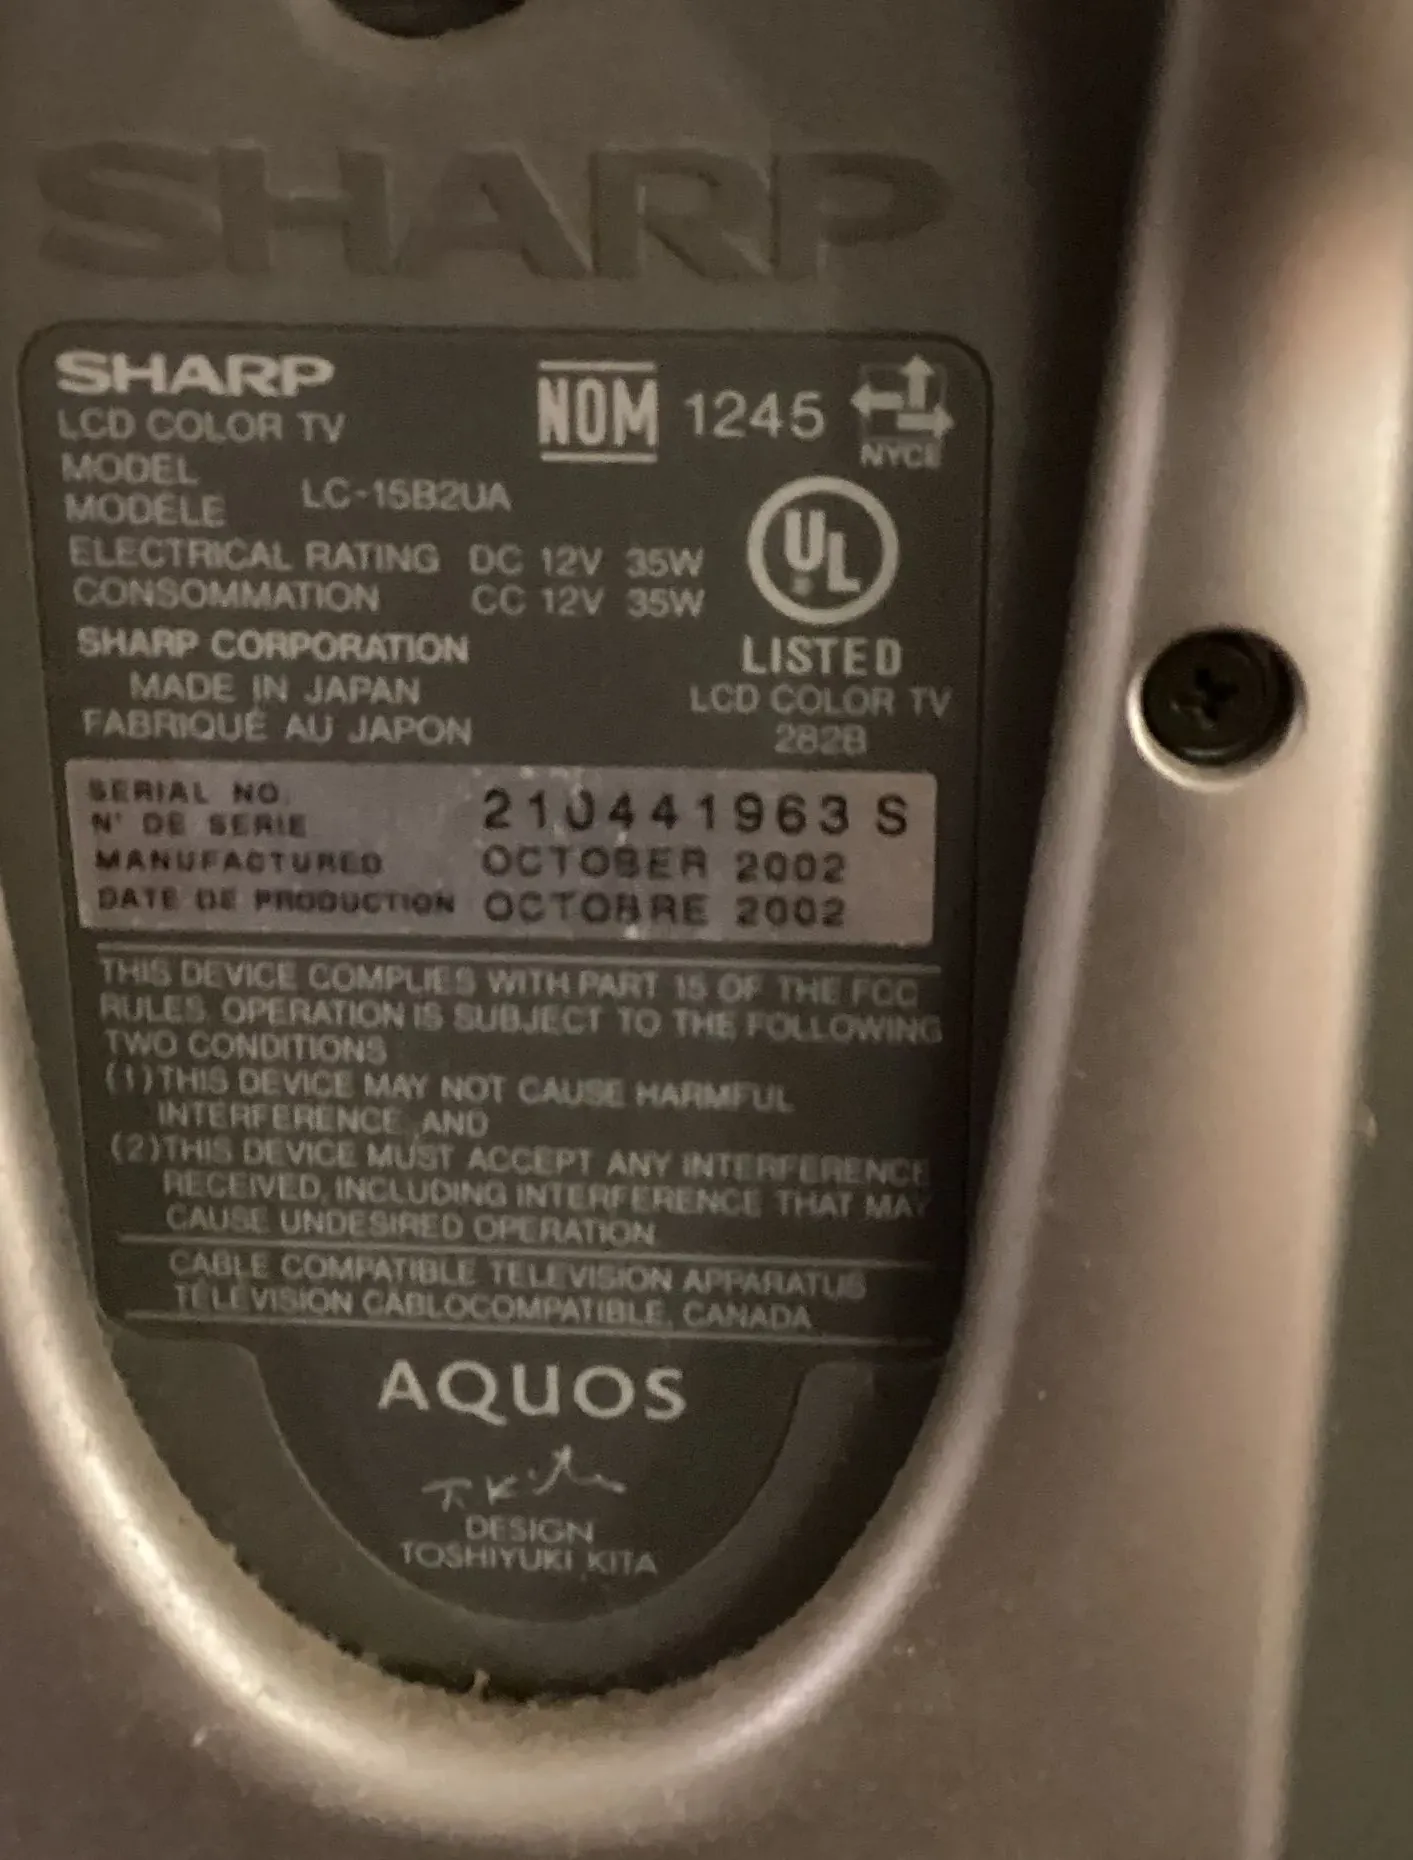 SHARP
SHARP
LCD COLOR TV
NOM 1245
NYCE
MODEL
MODÈLE LC-15B2UA
ELECTRICAL RATING DC 12V 35W
CONSOMMATION CC 12V 35W
UL
LISTED
LCD COLOR TV
282B
SHARP CORPORATION
MADE IN JAPAN
FABRIQUÉ AU JAPON
SERIAL NO. 210441963 S
N° DE SERIE
MANUFACTURED OCTOBER 2002
DATE DE PRODUCTION OCTOBRE 2002
THIS DEVICE COMPLIES WITH PART 15 OF THE FCC
RULES. OPERATION IS SUBJECT TO THE FOLLOWING
TWO CONDITIONS:
(1) THIS DEVICE MAY NOT CAUSE HARMFUL
INTERFERENCE, AND
(2) THIS DEVICE MUST ACCEPT ANY INTERFERENCE
RECEIVED, INCLUDING INTERFERENCE THAT MAY
CAUSE UNDESIRED OPERATION.
CABLE COMPATIBLE TELEVISION APPARATUS
TÉLÉVISION CÂBLOCOMPATIBLE, CANADA
AQUOS
T. Kita
DESIGN
TOSHIYUKI KITA